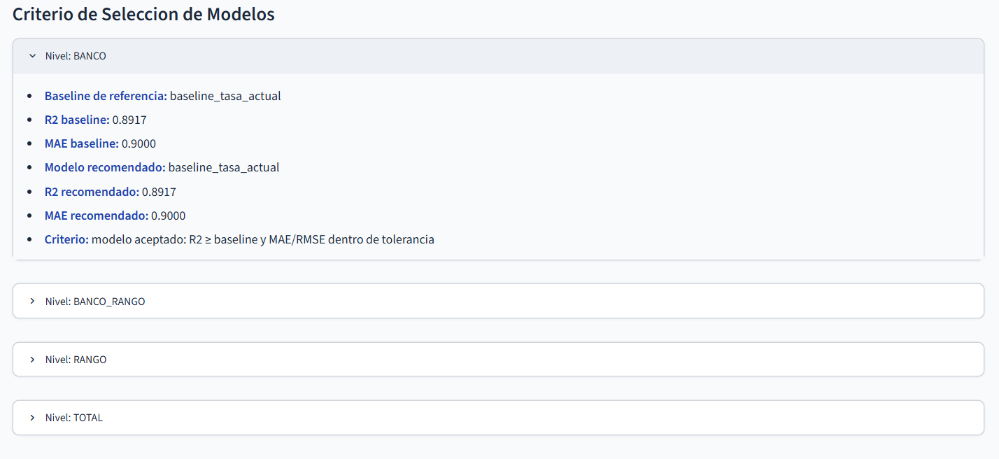 Criterio de Seleccion de Modelos
Nivel: BANCO
Baseline de referencia: baseline_tasa_actual
R2 baseline: 0.8917
MAE baseline: 0.9000
Modelo recomendado: baseline_tasa_actual
R2 recomendado: 0.8917
MAE recomendado: 0.9000
Criterio: modelo aceptado: R2 ≥ baseline y MAE/RMSE dentro de tolerancia
Nivel: BANCO_RANGO
Nivel: RANGO
Nivel: TOTAL